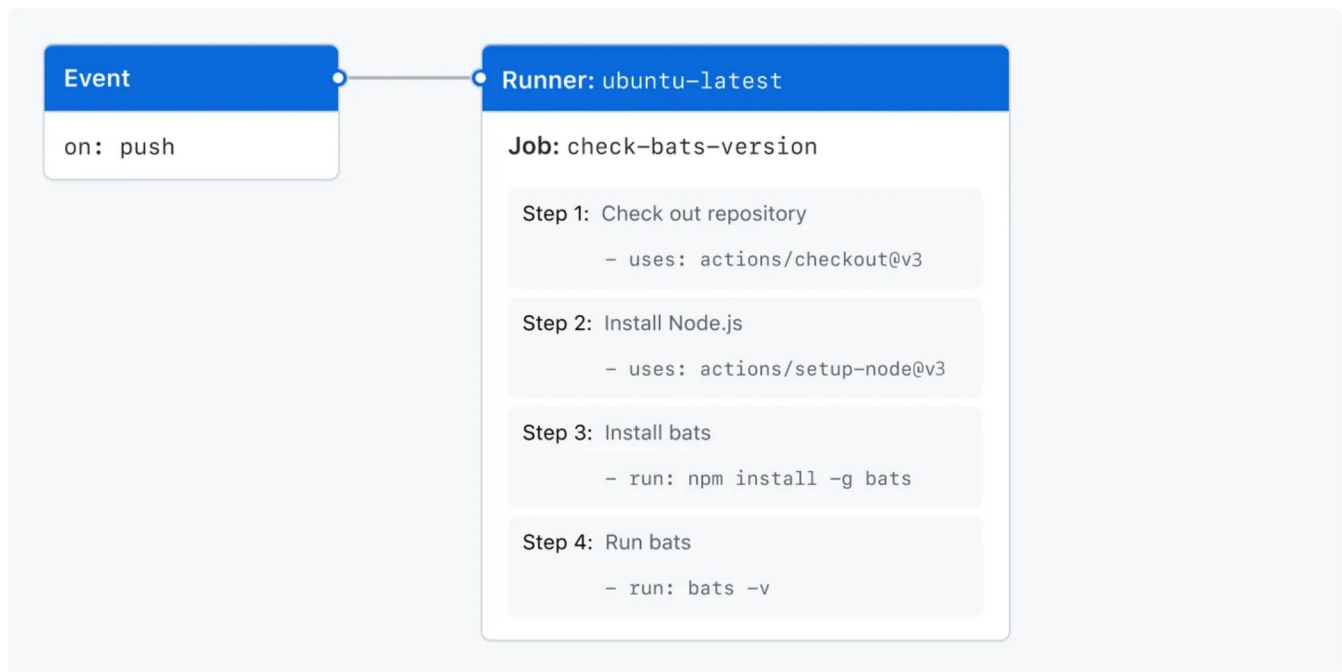 Event
on: push
Runner: ubuntu-latest
Job: check-bats-version
Step 1: Check out repository
- uses: actions/checkout@v3
Step 2: Install Node.js
- uses: actions/setup-node@v3
Step 3: Install bats
- run: npm install -g bats
Step 4: Run bats
- run: bats -v